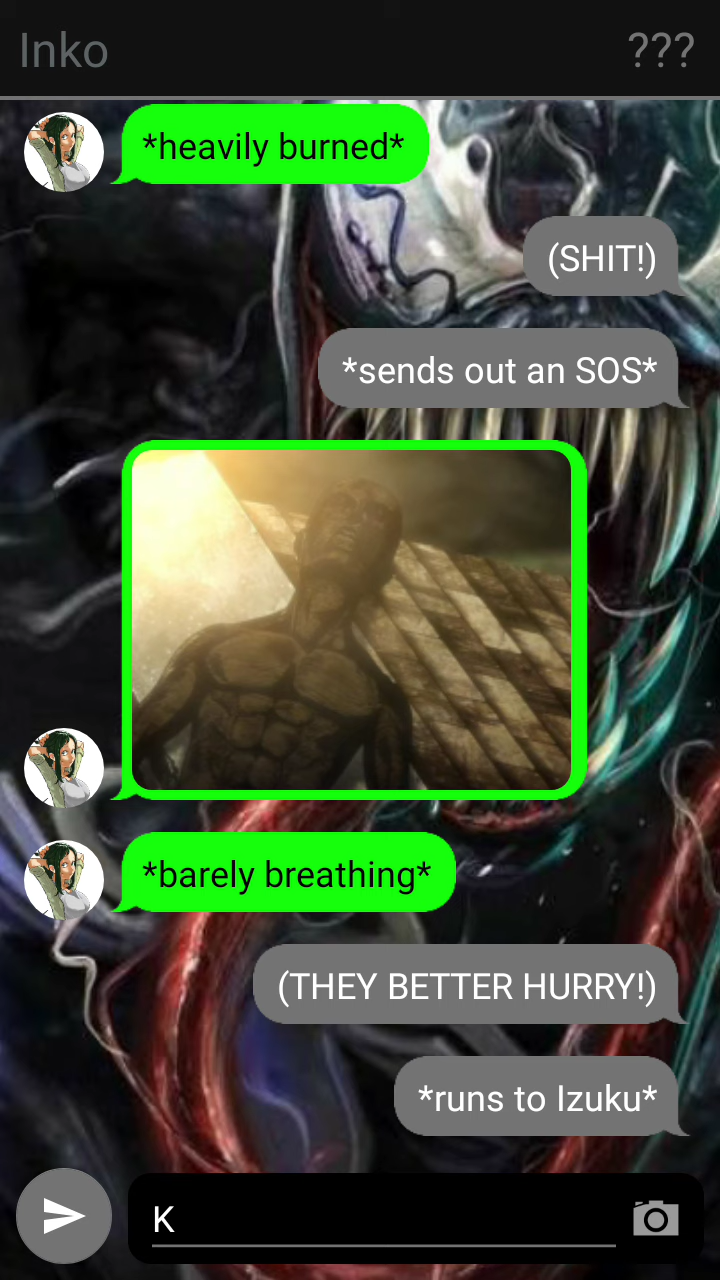 Inko ???
*heavily burned*
(SHIT!)
*sends out an SOS*
*barely breathing*
(THEY BETTER HURRY!)
*runs to Izuku*
K